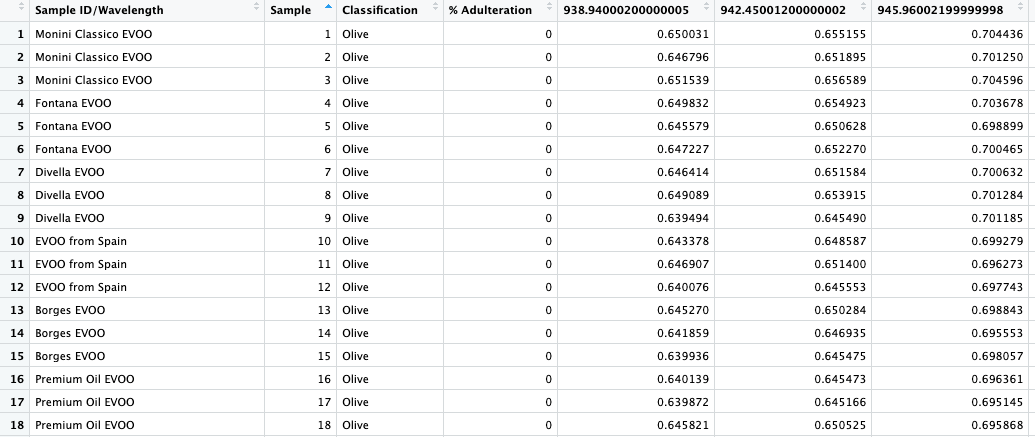 Sample ID/Wavelength Sample Classification % Adulteration 938.94000200000005 942.45001200000002 945.96002199999998
1 Monini Classico EVOO 1 Olive 0 0.650031 0.655155 0.704436
2 Monini Classico EVOO 2 Olive 0 0.646796 0.651895 0.701250
3 Monini Classico EVOO 3 Olive 0 0.651539 0.656589 0.704596
4 Fontana EVOO 4 Olive 0 0.649832 0.654923 0.703678
5 Fontana EVOO 5 Olive 0 0.645579 0.650628 0.698899
6 Fontana EVOO 6 Olive 0 0.647227 0.652270 0.700465
7 Divella EVOO 7 Olive 0 0.646414 0.651584 0.700632
8 Divella EVOO 8 Olive 0 0.649089 0.653915 0.701284
9 Divella EVOO 9 Olive 0 0.639494 0.645490 0.701185
10 EVOO from Spain 10 Olive 0 0.643378 0.648587 0.699279
11 EVOO from Spain 11 Olive 0 0.646907 0.651400 0.696273
12 EVOO from Spain 12 Olive 0 0.640076 0.645553 0.697743
13 Borges EVOO 13 Olive 0 0.645270 0.650284 0.698843
14 Borges EVOO 14 Olive 0 0.641859 0.646935 0.695553
15 Borges EVOO 15 Olive 0 0.639936 0.645475 0.698057
16 Premium Oil EVOO 16 Olive 0 0.640139 0.645473 0.696361
17 Premium Oil EVOO 17 Olive 0 0.639872 0.645166 0.695145
18 Premium Oil EVOO 18 Olive 0 0.645821 0.650525 0.695868